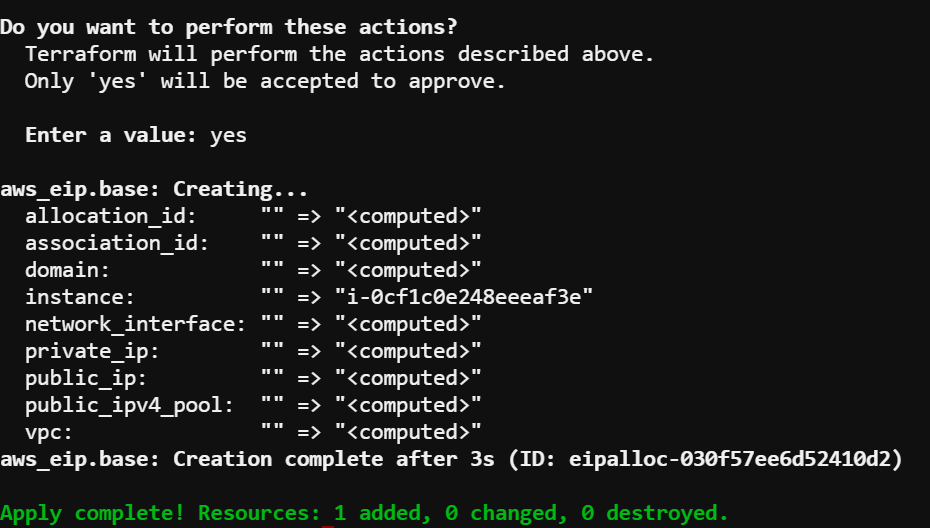 Do you want to perform these actions?
Terraform will perform the actions described above.
Only 'yes' will be accepted to approve.
Enter a value: yes
aws_eip.base: Creating...
allocation_id: "" => "<computed>"
association_id: "" => "<computed>"
domain: "" => "<computed>"
instance: "" => "i-0cf1c0e248eeeaf3e"
network_interface: "" => "<computed>"
private_ip: "" => "<computed>"
public_ip: "" => "<computed>"
public_ipv4_pool: "" => "<computed>"
vpc: "" => "<computed>"
aws_eip.base: Creation complete after 3s (ID: eipalloc-030f57ee6d52410d2)
Apply complete! Resources: 1 added, 0 changed, 0 destroyed.